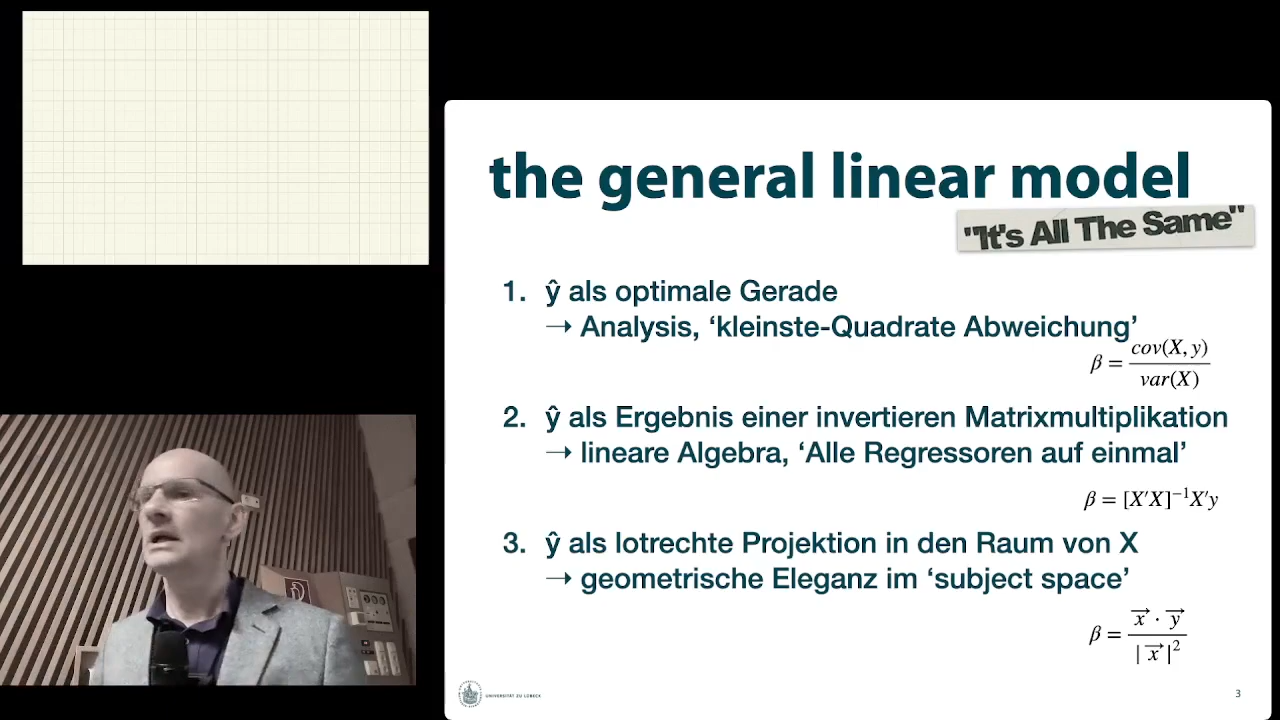 the general linear model
"It's All The Same"
1. ŷ als optimale Gerade
→ Analysis, ‘kleinste-Quadrate Abweichung’
β = cov(X, y) / var(X)
2. ŷ als Ergebnis einer invertieren Matrixmultiplikation
→ lineare Algebra, ‘Alle Regressoren auf einmal’
β = [X′X]⁻¹X′y
3. ŷ als lotrechte Projektion in den Raum von X
→ geometrische Eleganz im ‘subject space’
β = x⃗ · y⃗ / | x⃗ |²
UNIVERSITÄT ZU LÜBECK
3